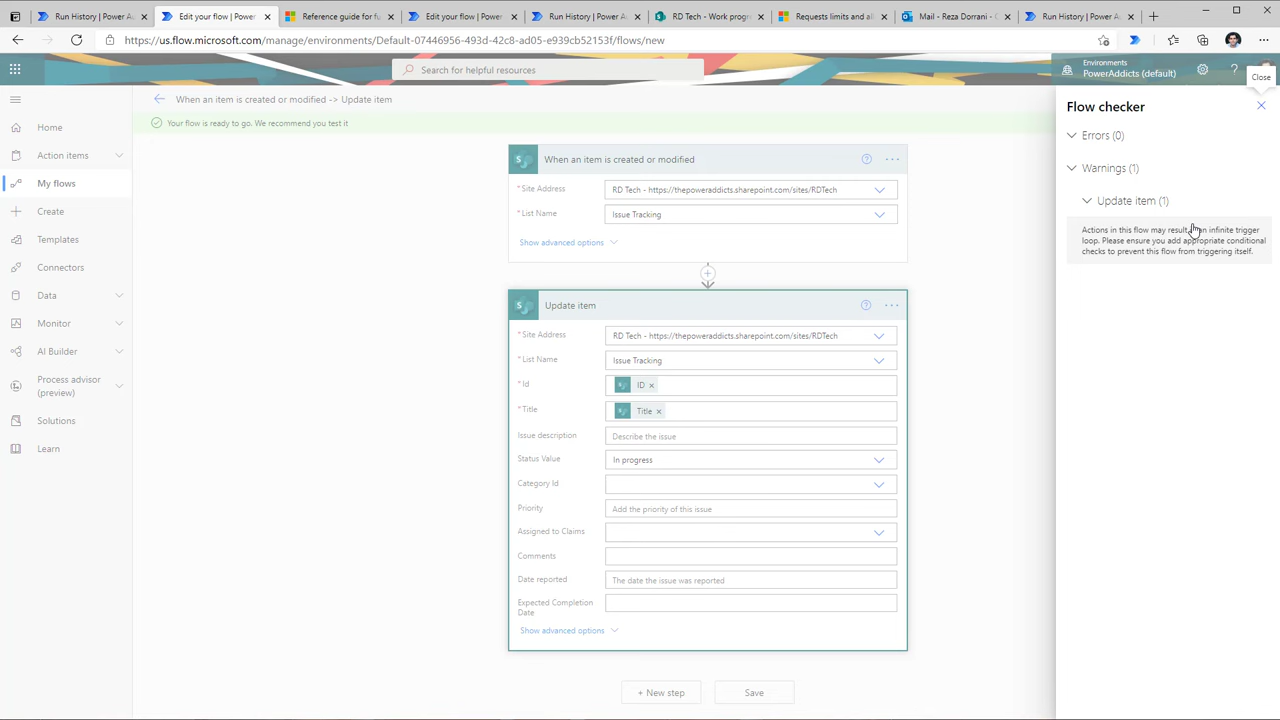 Run History | Power A
Edit your flow | Power
Reference guide for fu
Edit your flow | Power
Run History | Power Au
RD Tech - Work progr
Requests limits and all
Mail - Reza Dorrani -
Run History | Power A
https://us.flow.microsoft.com/manage/environments/Default-07446956-493d-42c8-ad05-e939cb52153f/flows/new
Search for helpful resources
Environments
PowerAddicts (default)
?
Close
When an item is created or modified -> Update item
Your flow is ready to go. We recommend you test it
Home
Action items
My flows
Create
Templates
Connectors
Data
Monitor
AI Builder
Process advisor
(preview)
Solutions
Learn
When an item is created or modified
* Site Address
RD Tech - https://thepoweraddicts.sharepoint.com/sites/RDTech
* List Name
Issue Tracking
Show advanced options
Update item
* Site Address
RD Tech - https://thepoweraddicts.sharepoint.com/sites/RDTech
* List Name
Issue Tracking
* Id
ID
* Title
Title
Issue description
Describe the issue
Status Value
In progress
Category Id
Priority
Add the priority of this issue
Assigned to Claims
Comments
Date reported
The date the issue was reported
Expected Completion
Date
Show advanced options
+ New step
Save
Flow checker
Errors (0)
Warnings (1)
Update item (1)
Actions in this flow may result in an infinite trigger
loop. Please ensure you add appropriate conditional
checks to prevent this flow from triggering itself.